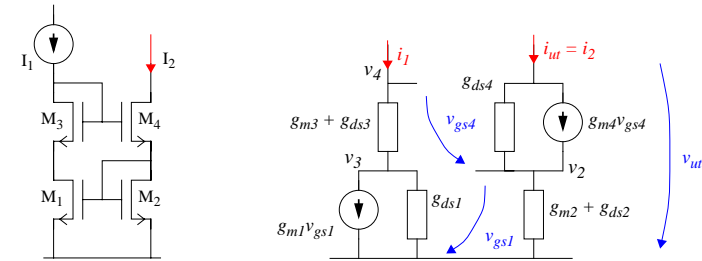 I1
I2
M3
M4
M1
M2
i1
iut = i2
v4
gds4
gm3 + gds3
vgs4
gm4vgs4
v3
v2
vut
gds1
gm1vgs1
vgs1
gm2 + gds2